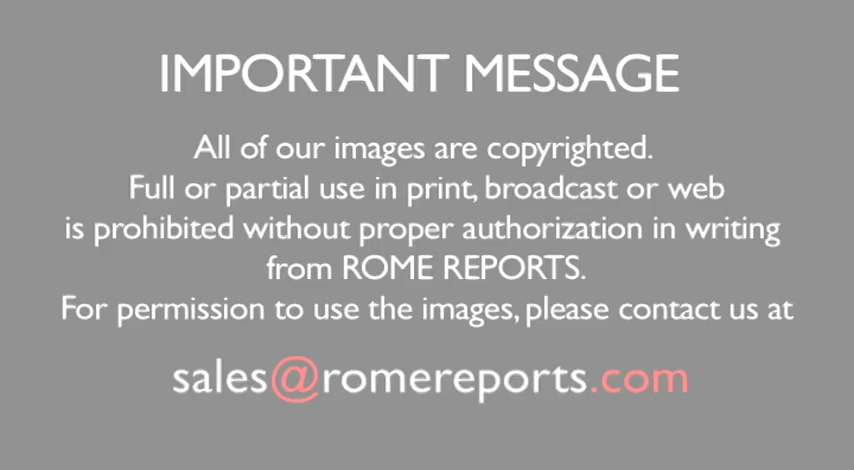 IMPORTANT MESSAGE
All of our images are copyrighted.
Full or partial use in print, broadcast or web
is prohibited without proper authorization in writing
from ROME REPORTS.
For permission to use the images, please contact us at
sales@romereports.com